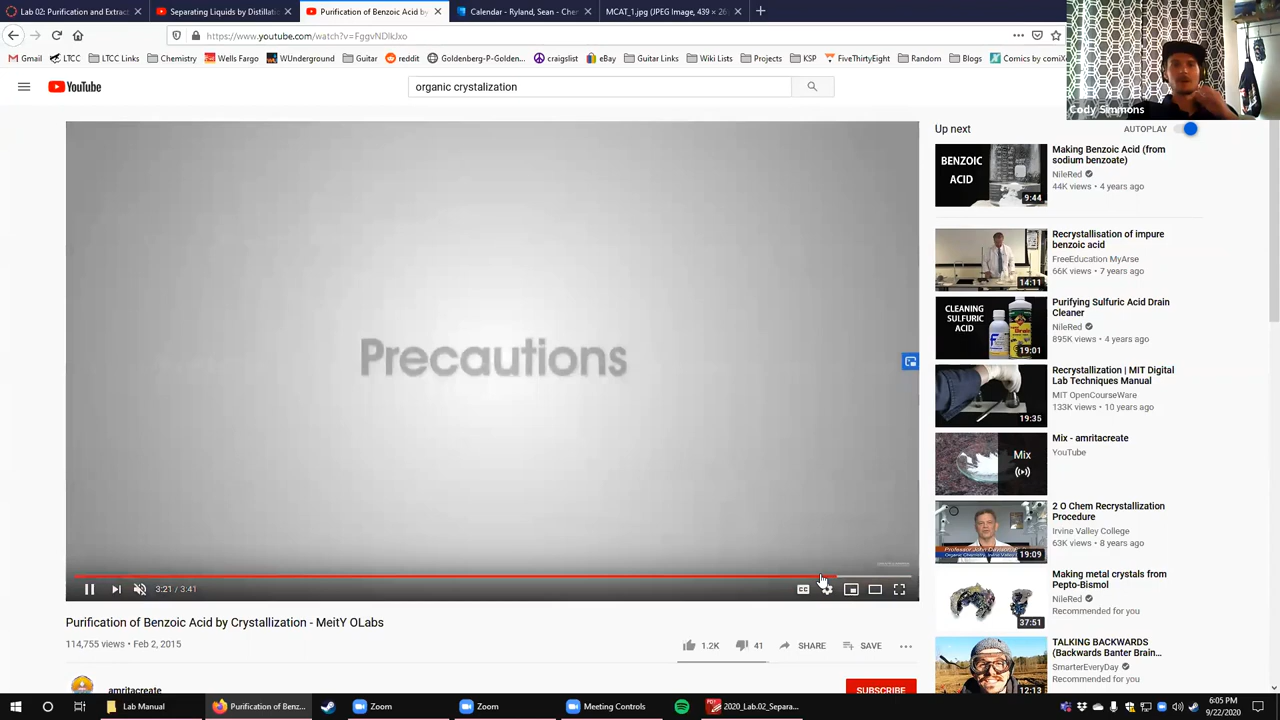 Lab 02: Purification and Extract
Separating Liquids by Distillatio
Purification of Benzoic Acid by
Calendar - Ryland, Sean - Cher
MCAT_1.jpg (JPEG Image, 439 × 26
https://www.youtube.com/watch?v=FggvNDlkJxo
Gmail
LTCC
LTCC Links
Chemistry
Wells Fargo
WUnderground
Guitar
reddit
Goldenberg-P-Golden...
craigslist
eBay
Guitar Links
Wiki Lists
Projects
KSP
FiveThirtyEight
Random
Blogs
Comics by comiX
YouTube
organic crystalization
Cody Simmons
Up next
AUTOPLAY
BENZOIC
ACID
9:44
Making Benzoic Acid (from
sodium benzoate)
NileRed
44K views • 4 years ago
14:11
Recrystallisation of impure
benzoic acid
FreeEducation MyArse
66K views • 7 years ago
CLEANING
SULFURIC
ACID
19:01
Purifying Sulfuric Acid Drain
Cleaner
NileRed
895K views • 4 years ago
Precautions
19:35
Recrystallization | MIT Digital
Lab Techniques Manual
MIT OpenCourseWare
133K views • 10 years ago
Mix
Mix - amritacreate
YouTube
19:09
2 O Chem Recrystallization
Procedure
Irvine Valley College
63K views • 8 years ago
3:21 / 3:41
CC
37:51
Making metal crystals from
Pepto-Bismol
NileRed
Recommended for you
Purification of Benzoic Acid by Crystallization - MeitY OLabs
114,755 views • Feb 2, 2015
1.2K
41
SHARE
SAVE
12:13
TALKING BACKWARDS
(Backwards Banter Brain...
SmarterEveryDay
Recommended for you
amritacreate
SUBSCRIBE
Lab Manual
Purification of Benz...
Zoom
Zoom
Meeting Controls
2020_Lab.02_Separa...
6:05 PM
9/22/2020